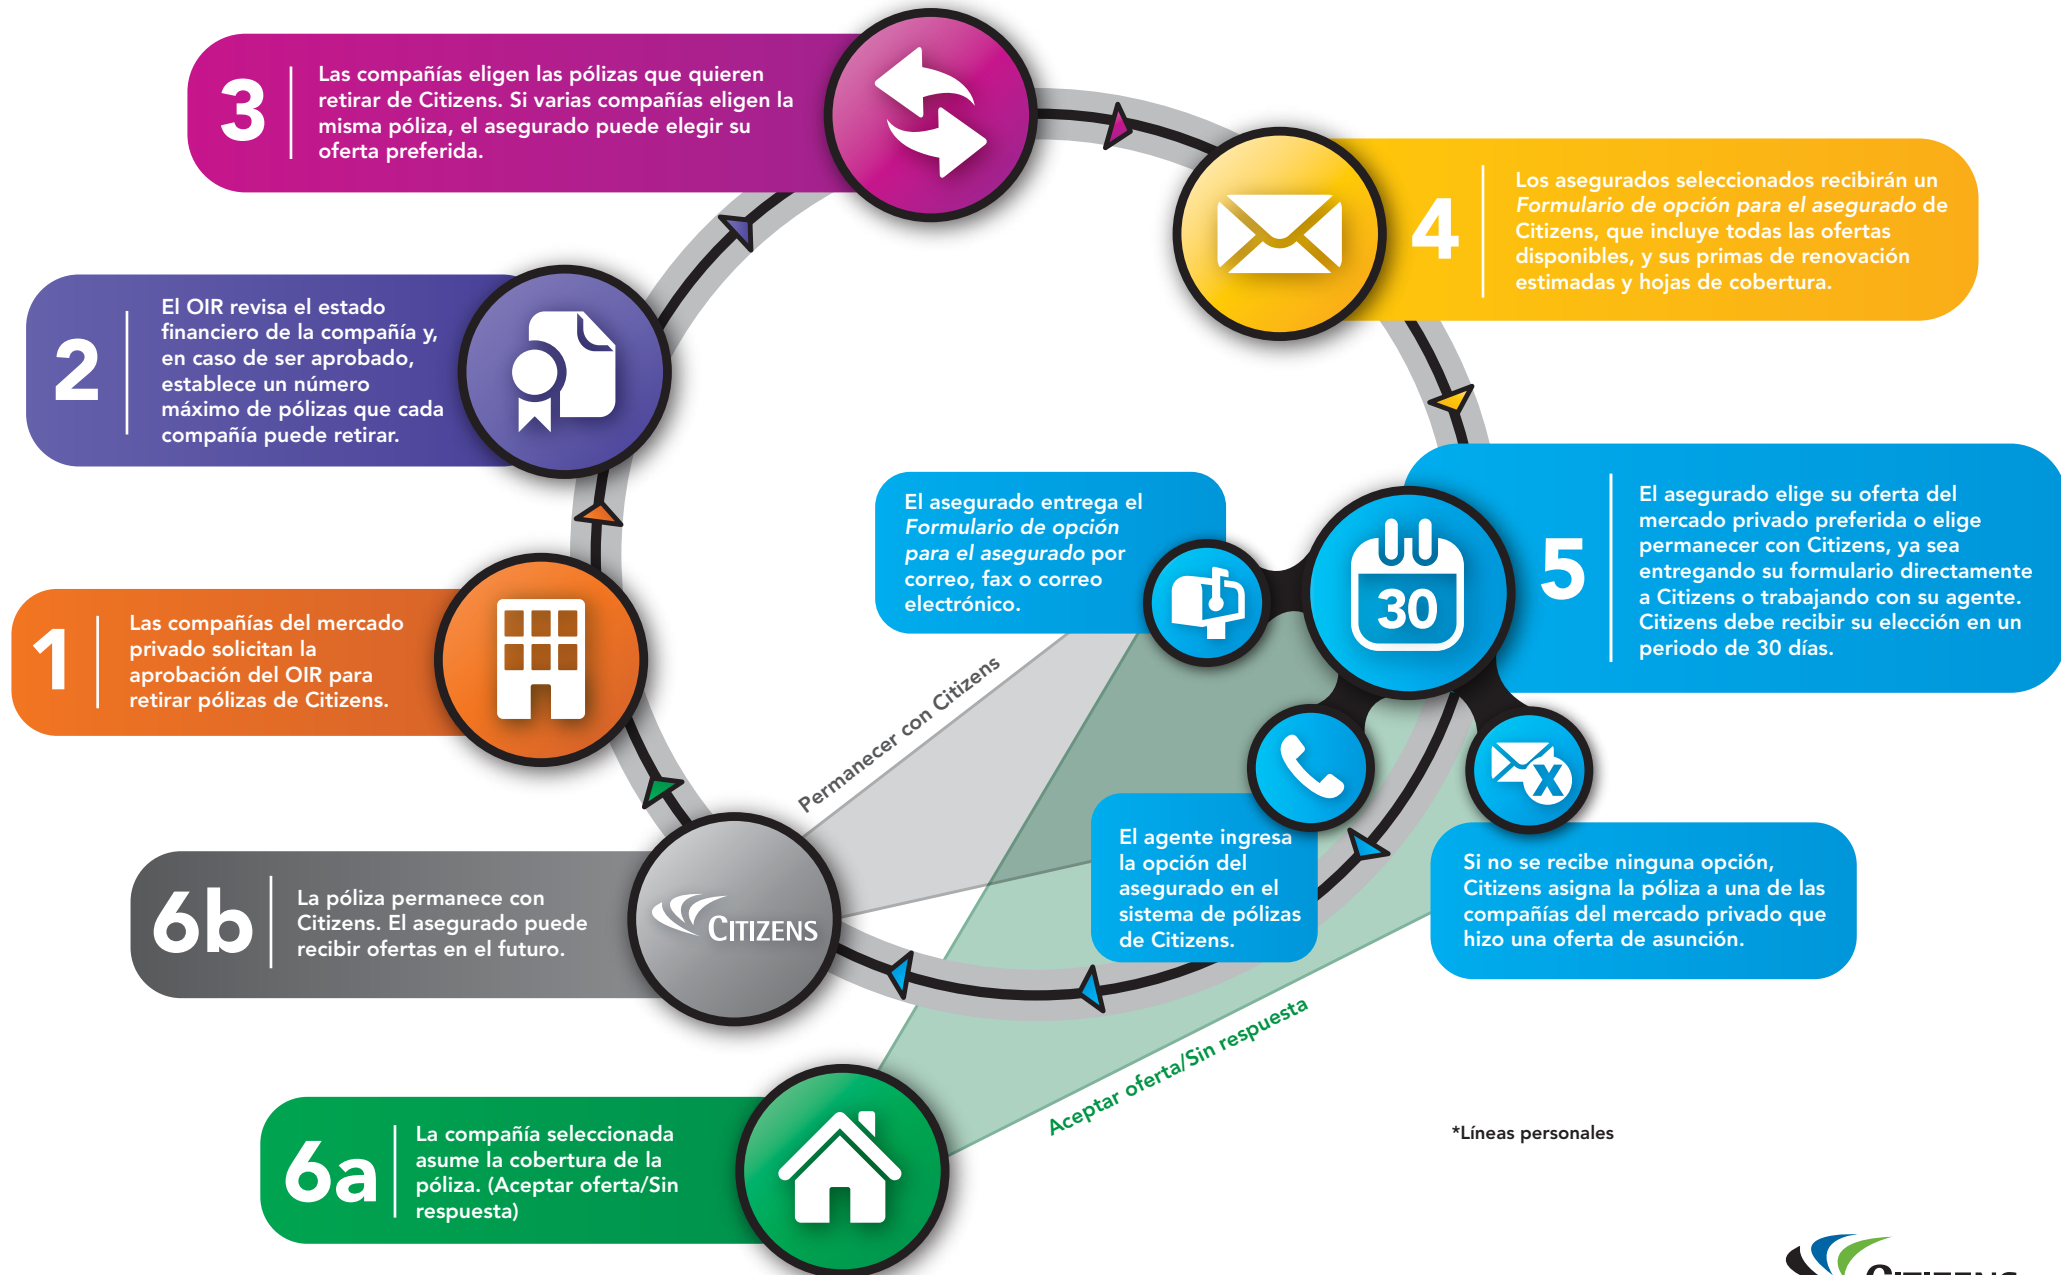 3
Las compañías eligen las pólizas que quieren
retirar de Citizens. Si varias compañías eligen la
misma póliza, el asegurado puede elegir su
oferta preferida.
4
Los asegurados seleccionados recibirán un
Formulario de opción para el asegurado de
Citizens, que incluye todas las ofertas
disponibles, y sus primas de renovación
estimadas y hojas de cobertura.
2
El OIR revisa el estado
financiero de la compañía y,
en caso de ser aprobado,
establece un número
máximo de pólizas que cada
compañía puede retirar.
El asegurado entrega el
Formulario de opción
para el asegurado por
correo, fax o correo
electrónico.
30
5
El asegurado elige su oferta del
mercado privado preferida o elige
permanecer con Citizens, ya sea
entregando su formulario directamente
a Citizens o trabajando con su agente.
Citizens debe recibir su elección en un
periodo de 30 días.
1
Las compañías del mercado
privado solicitan la
aprobación del OIR para
retirar pólizas de Citizens.
Permanecer con Citizens
X
El agente ingresa
la opción del
asegurado en el
sistema de pólizas
de Citizens.
Si no se recibe ninguna opción,
Citizens asigna la póliza a una de las
compañías del mercado privado que
hizo una oferta de asunción.
6b
La póliza permanece con
Citizens. El asegurado puede
recibir ofertas en el futuro.
CITIZENS
Aceptar oferta/Sin respuesta
6a
La compañía seleccionada
asume la cobertura de la
póliza. (Aceptar oferta/Sin
respuesta)
*Líneas personales
CITIZENS